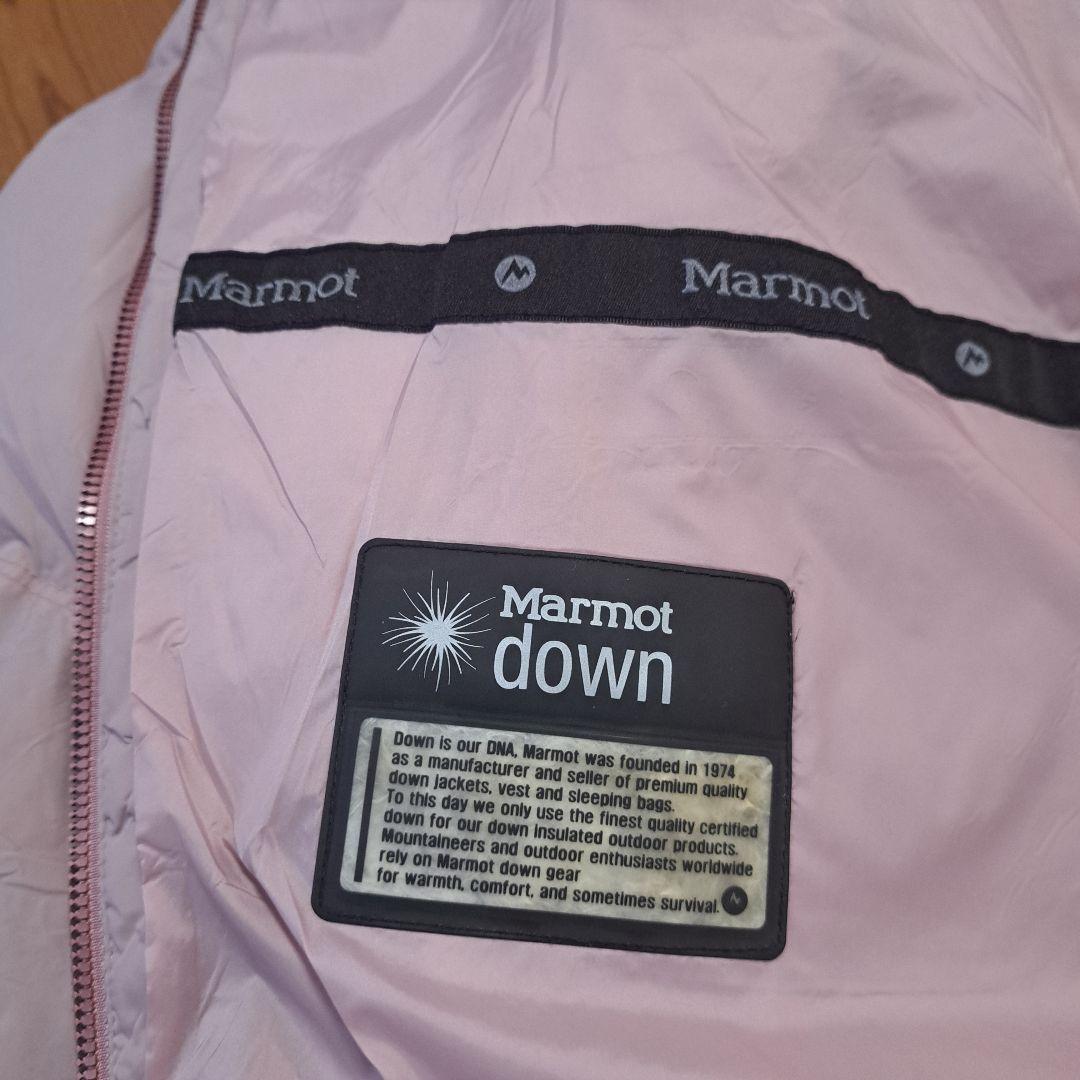 Marmot
Marmot
Marmot
down
Down is our DNA, Marmot was founded in 1974
as a manufacturer and seller of premium quality
down jackets, vest and sleeping bags.
To this day we only use the finest quality certified
down for our down insulated outdoor products.
Mountaineers and outdoor enthusiasts worldwide
rely on Marmot down gear
for warmth, comfort, and sometimes survival.